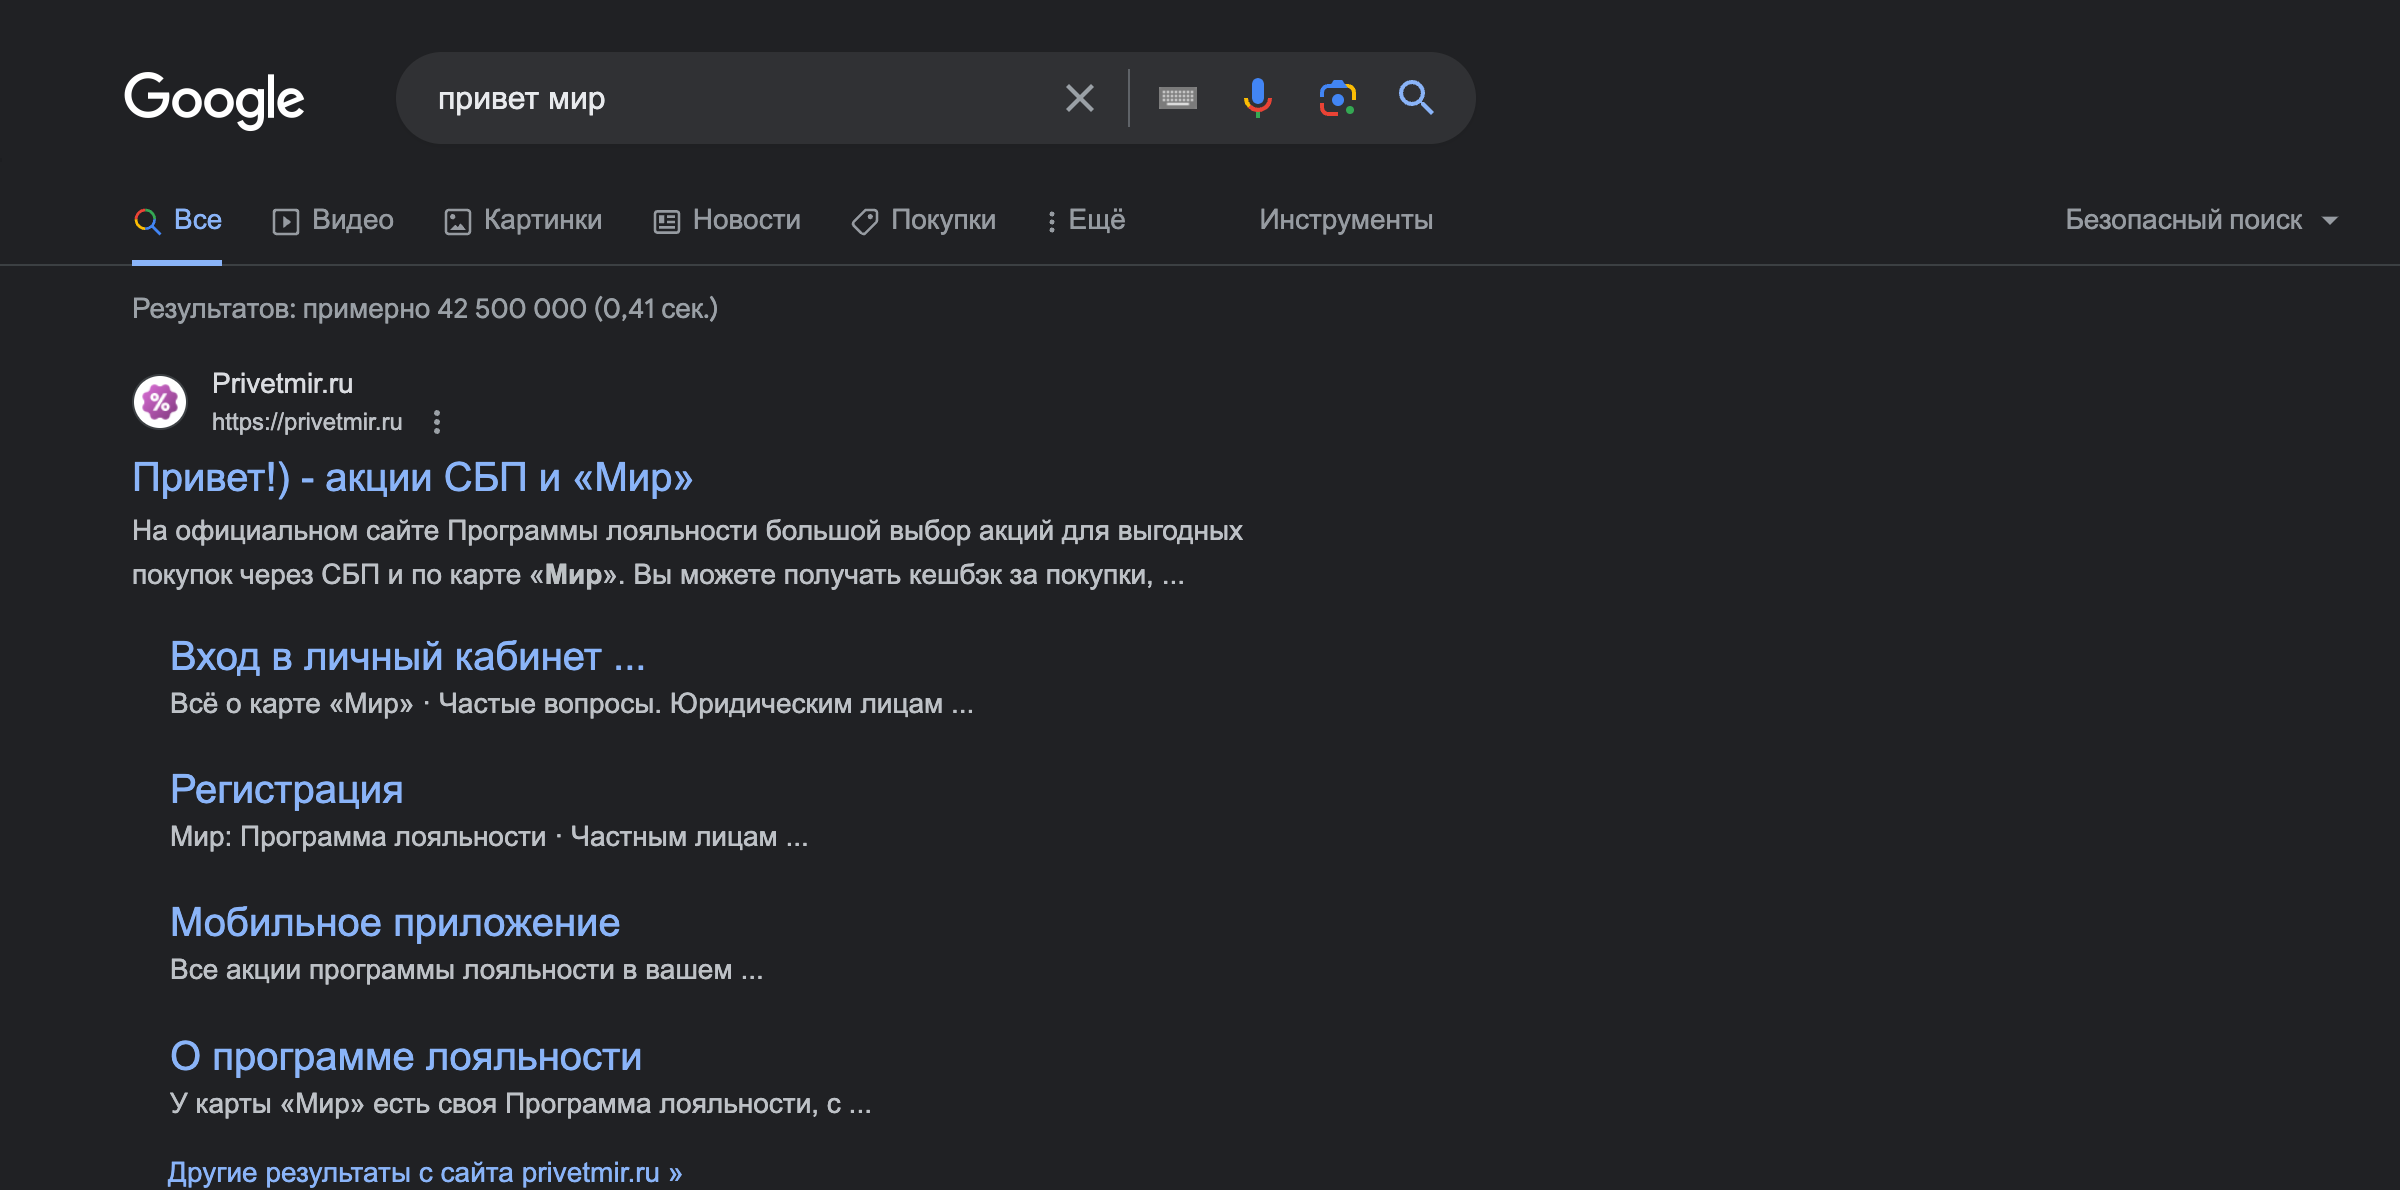 Google
привет мир
Все
Видео
Картинки
Новости
Покупки
Ещё
Инструменты
Безопасный поиск
Результатов: примерно 42 500 000 (0,41 сек.)
%
Privetmir.ru
https://privetmir.ru
Привет!) - акции СБП и «Мир»
На официальном сайте Программы лояльности большой выбор акций для выгодных
покупок через СБП и по карте «Мир». Вы можете получать кешбэк за покупки, ...
Вход в личный кабинет ...
Всё о карте «Мир» · Частые вопросы. Юридическим лицам ...
Регистрация
Мир: Программа лояльности · Частным лицам ...
Мобильное приложение
Все акции программы лояльности в вашем ...
О программе лояльности
У карты «Мир» есть своя Программа лояльности, с ...
Другие результаты с сайта privetmir.ru »